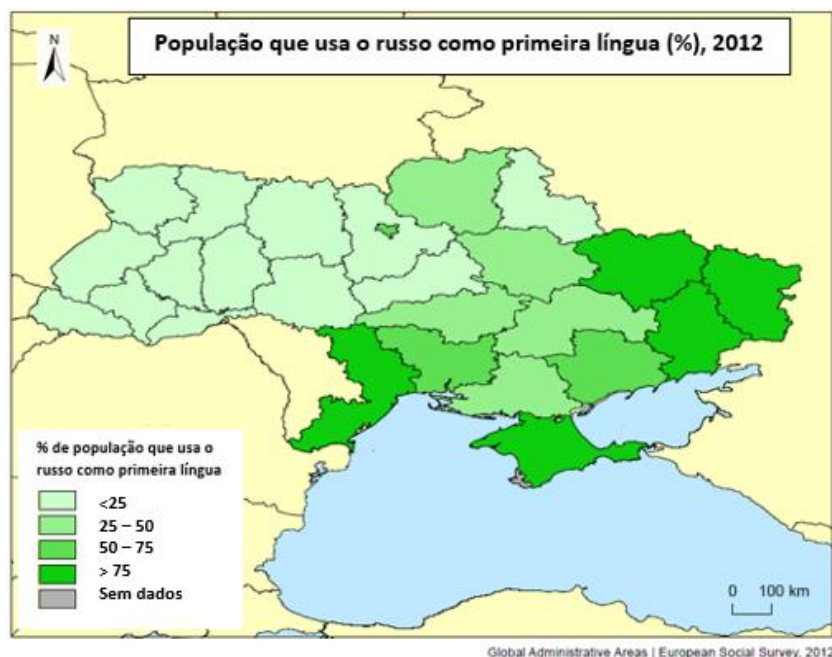 População que usa o russo como primeira língua (%), 2012
N
% de população que usa o
russo como primeira língua
<25
25 – 50
50 – 75
> 75
Sem dados
0 100 km
Global Administrative Areas | European Social Survey, 2012